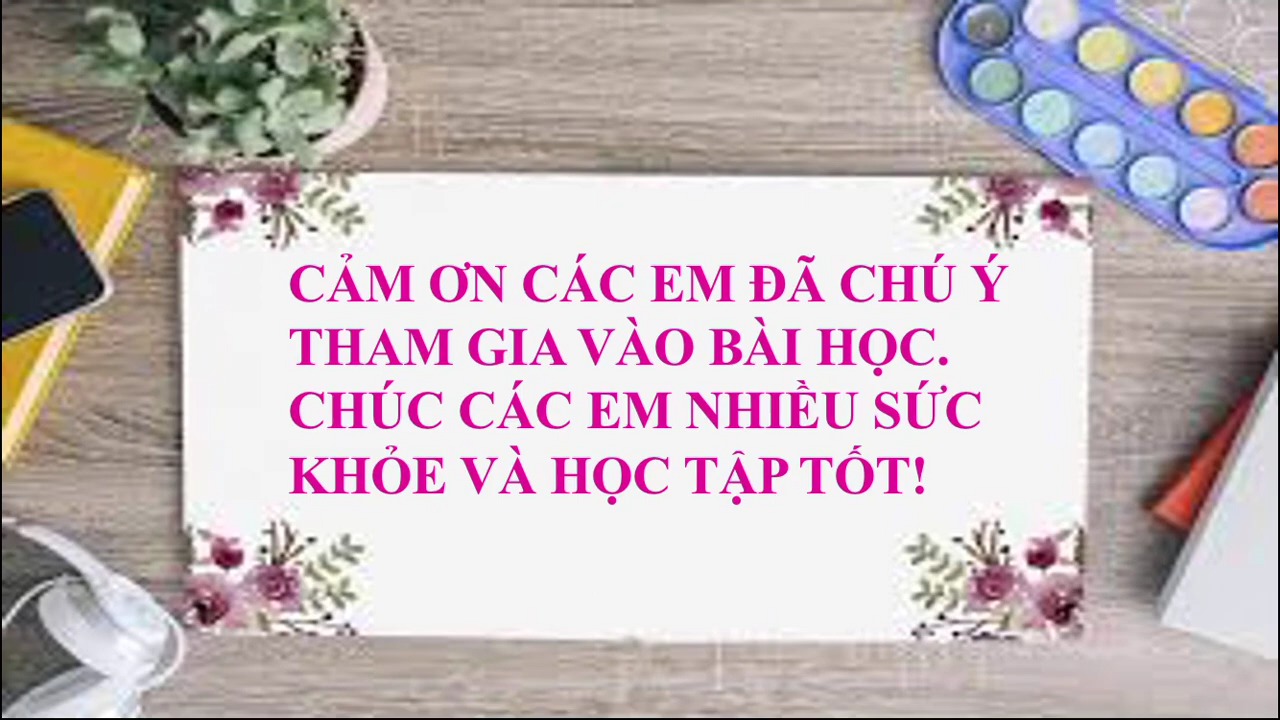 CẢM ƠN CÁC EM ĐÃ CHÚ Ý
THAM GIA VÀO BÀI HỌC.
CHÚC CÁC EM NHIỀU SỨC
KHỎE VÀ HỌC TẬP TỐT!